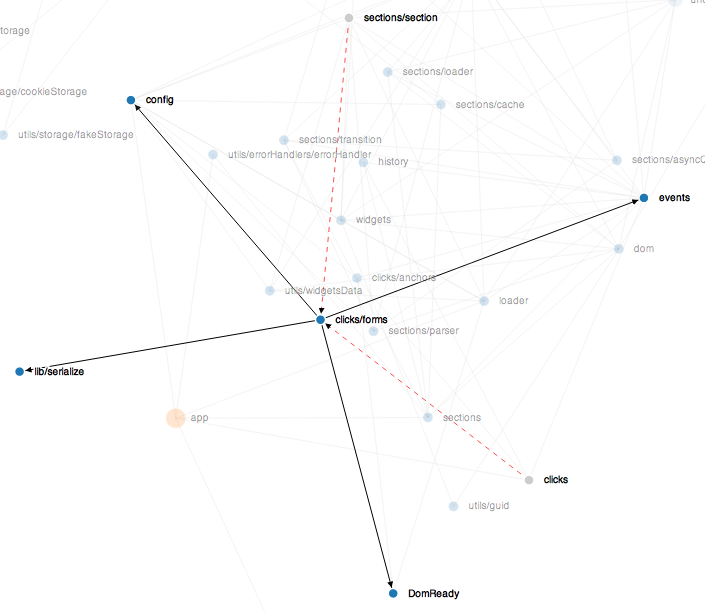 sections/section
torage
sections/loader
age/cookieStorage
config
sections/cache
utils/storage/fakeStorage
sections/transition
utils/errorHandlers/errorHandler
history
sections/async
events
widgets
dom
clicks/anchors
utils/widgetsData
loader
clicks/forms
sections/parser
lib/serialize
app
sections
clicks
utils/guid
DomReady